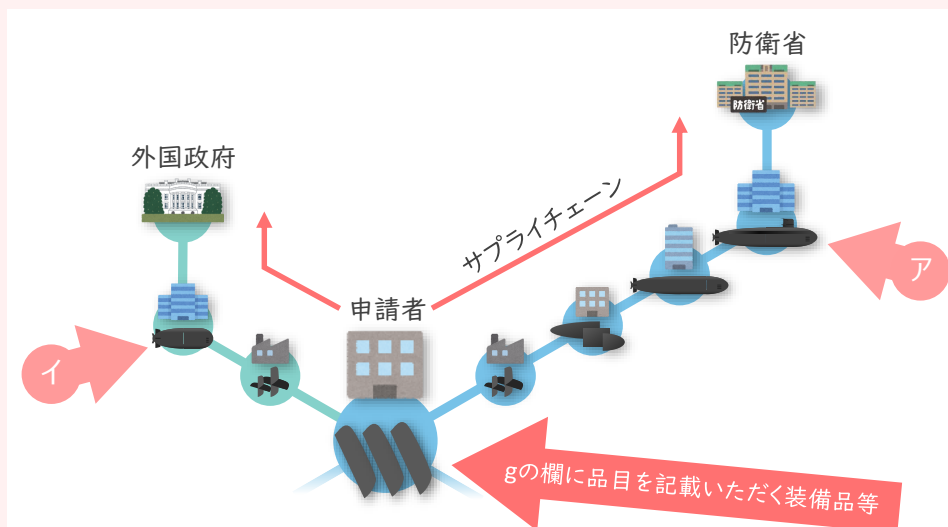 防衛省
防衛省
外国政府
サプライチェーン
ア
申請者
イ
gの欄に品目を記載いただく装備品等